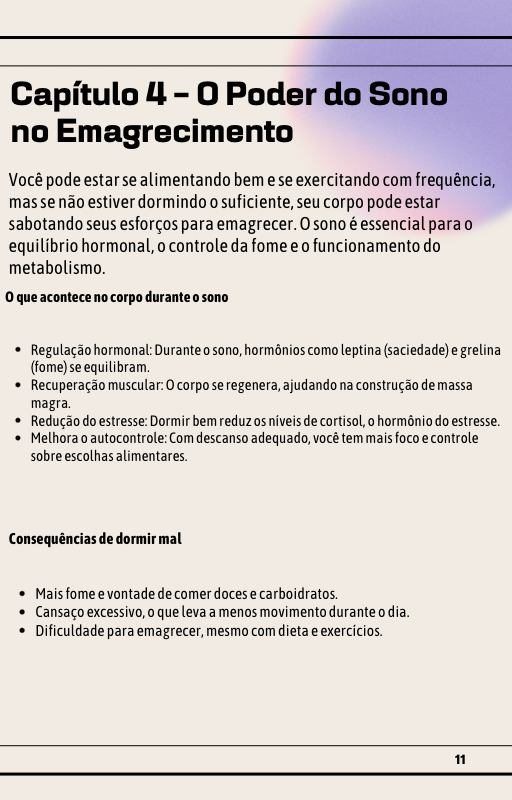 Capítulo 4 – O Poder do Sono
no Emagrecimento
Você pode estar se alimentando bem e se exercitando com frequência,
mas se não estiver dormindo o suficiente, seu corpo pode estar
sabotando seus esforços para emagrecer. O sono é essencial para o
equilíbrio hormonal, o controle da fome e o funcionamento do
metabolismo.
O que acontece no corpo durante o sono
• Regulação hormonal: Durante o sono, hormônios como leptina (saciedade) e grelina
(fome) se equilibram.
• Recuperação muscular: O corpo se regenera, ajudando na construção de massa
magra.
• Redução do estresse: Dormir bem reduz os níveis de cortisol, o hormônio do estresse.
• Melhora o autocontrole: Com descanso adequado, você tem mais foco e controle
sobre escolhas alimentares.
Consequências de dormir mal
• Mais fome e vontade de comer doces e carboidratos.
• Cansaço excessivo, o que leva a menos movimento durante o dia.
• Dificuldade para emagrecer, mesmo com dieta e exercícios.
11